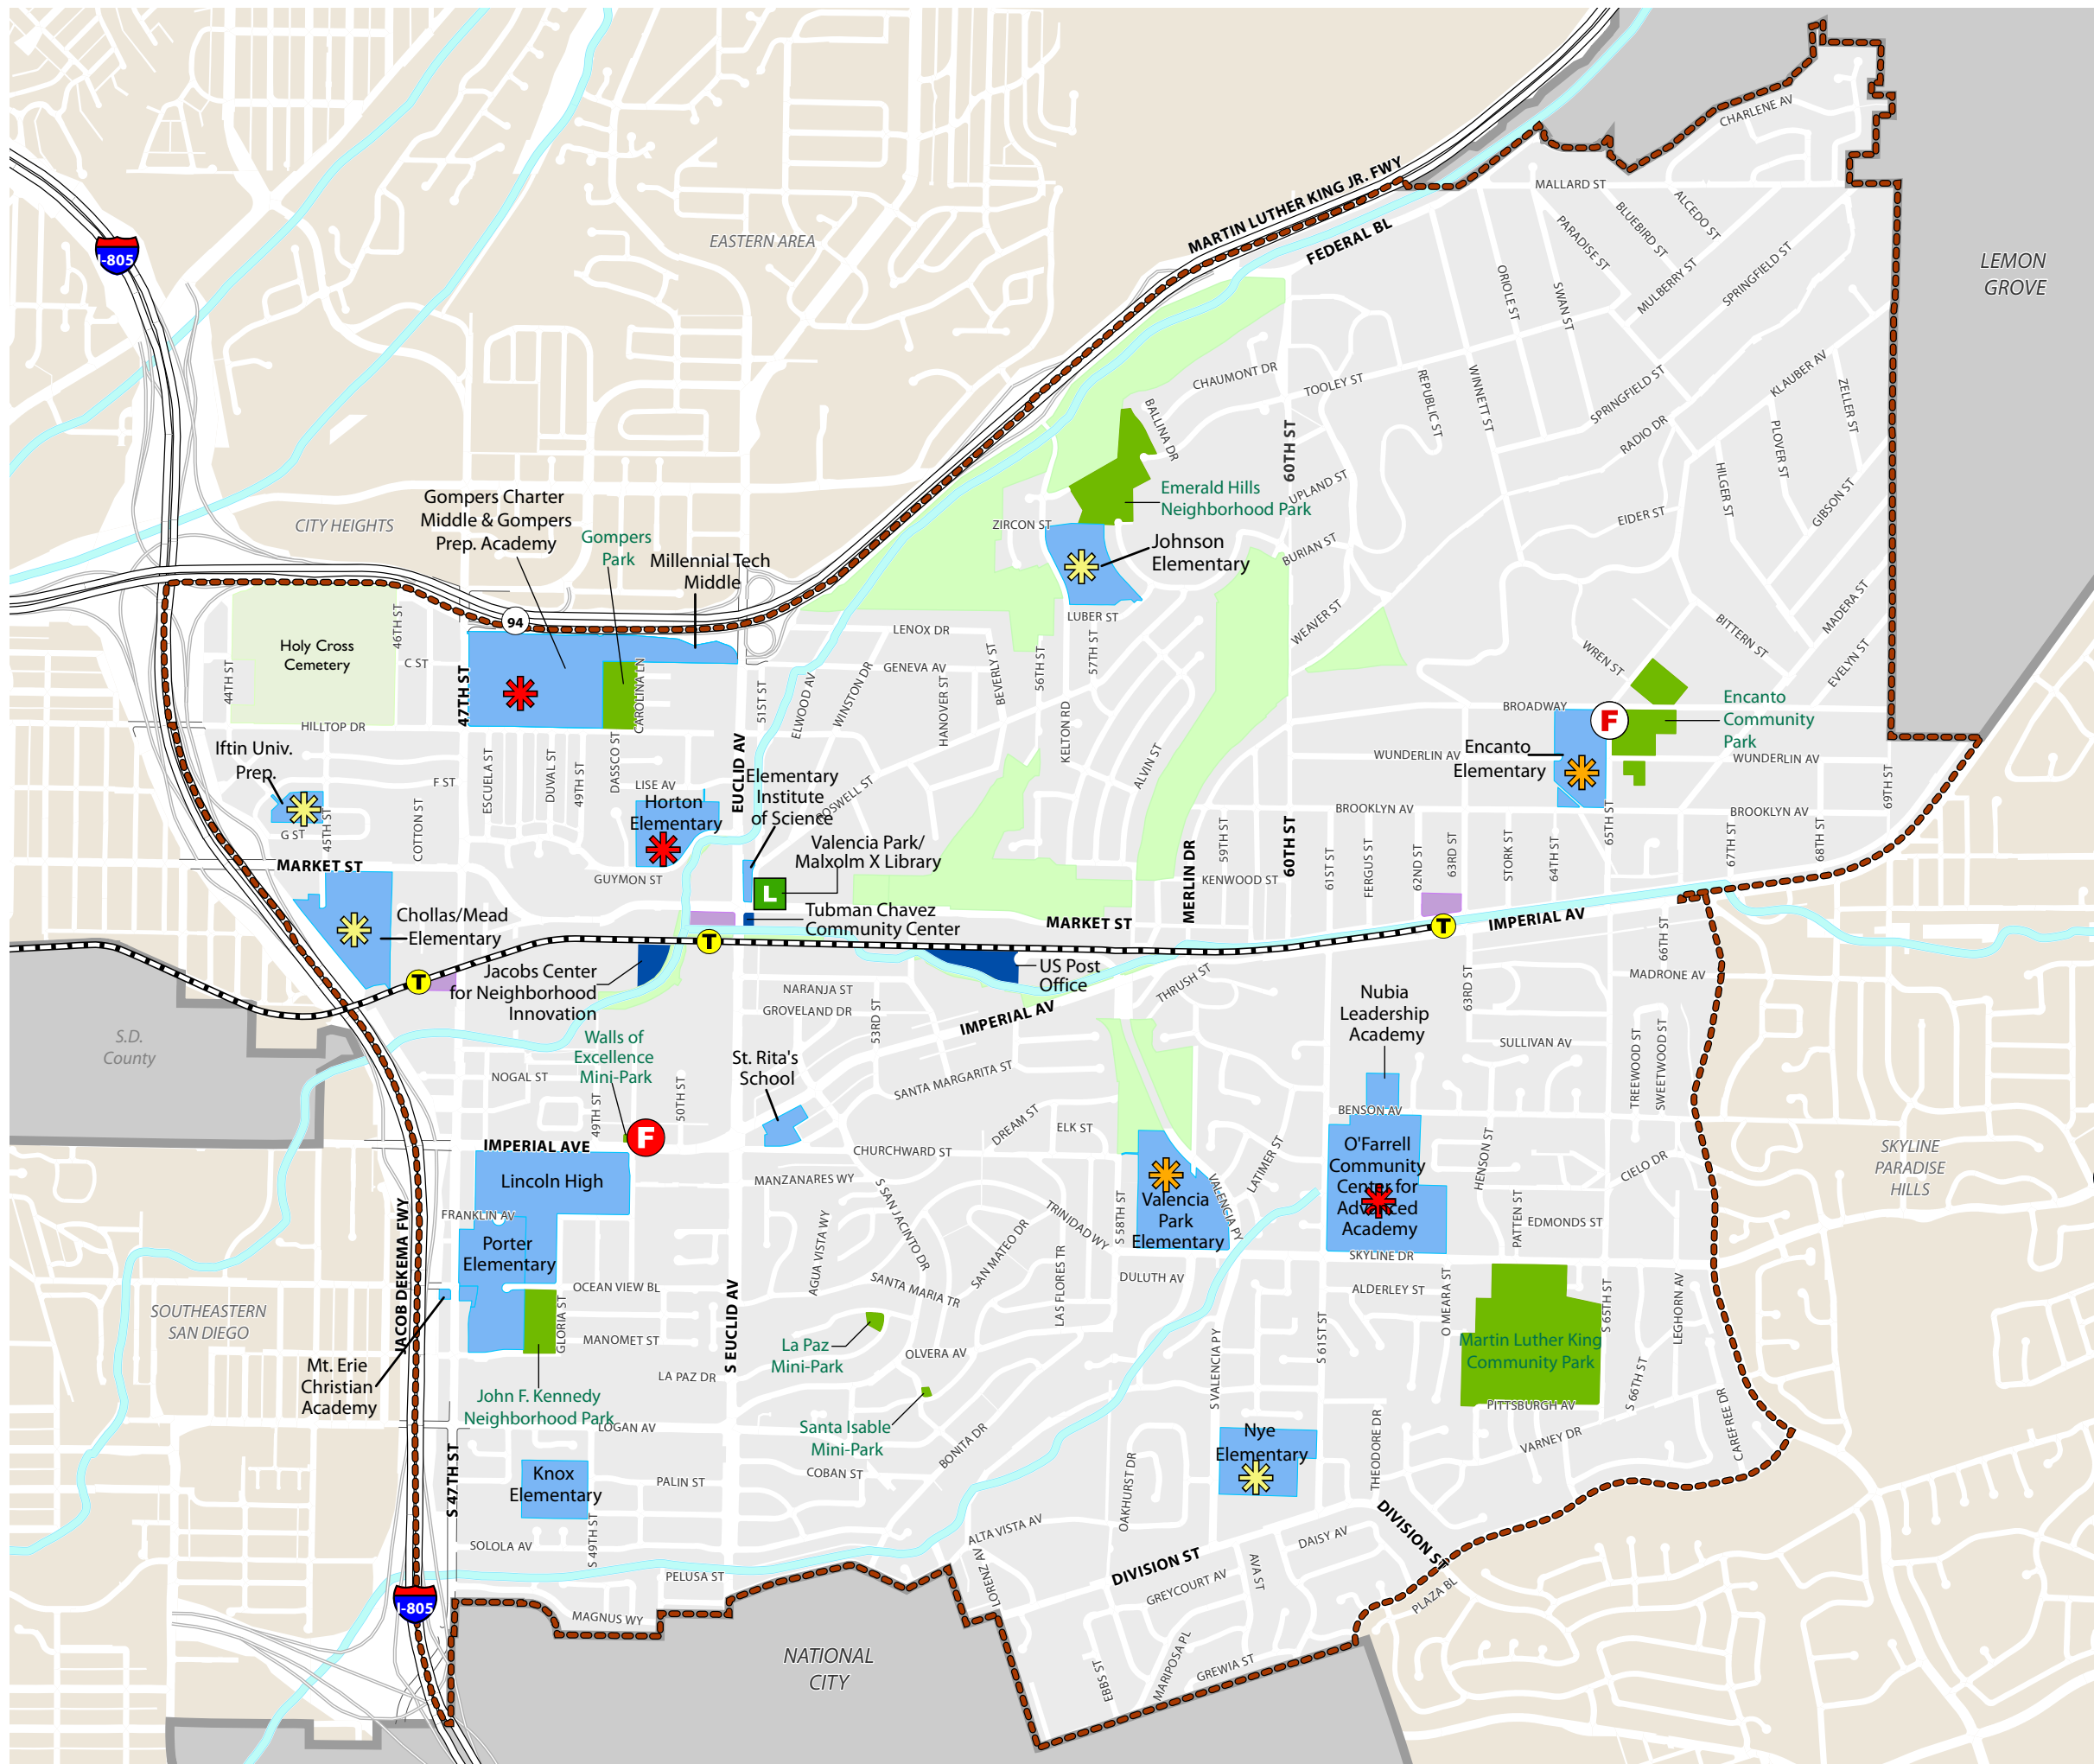 MARTIN LUTHER KING JR. FWY
FEDERAL BL
CHARLENE AV
MALLARD ST
ALCEDO ST
BLUEBIRD ST
PARADISE ST
MULBERRY ST
SPRINGFIELD ST
ORIOLE ST
SWAN ST
LEMON
GROVE
EASTERN AREA
I-805
CHAUMONT DR
TOOLEY ST
BALLINA DR
REPUBLIC ST
WINNETT ST
SPRINGFIELD ST
RADIO DR
KLAUBER AV
ZELLER ST
PLOVER ST
HILGER ST
GIBSON ST
EIDER ST
60TH ST
UPLAND ST
BURIAN ST
WEAVER ST
Emerald Hills
Neighborhood Park
ZIRCON ST
Johnson
Elementary
LUBER ST
CITY HEIGHTS
Gompers Charter
Middle & Gompers
Prep. Academy
Gompers
Park
Millennial Tech
Middle
94
Holy Cross
Cemetery
46TH ST
C ST
44TH ST
47TH ST
HILLTOP DR
CAROLINA LN
LENOX DR
GENEVA AV
51ST ST
ELWOOD AV
WINSTON DR
HANOVER ST
BEVERLY ST
56TH ST
57TH ST
KELTON RD
ALVIN ST
WREN ST
BITTERN ST
MADERA ST
EVELYN ST
BROADWAY
F
Encanto
Community
Park
WUNDERLIN AV
Encanto
Elementary
WUNDERLIN AV
BROOKLYN AV
BROOKLYN AV
69TH ST
Iftin Univ.
Prep.
F ST
G ST
45TH ST
COTTON ST
ESCUELA ST
DUVAL ST
49TH ST
DASSCO ST
LISE AV
EUCLID AV
Horton
Elementary
Elementary
Institute
of Science
ROSWELL ST
Valencia Park/
Malxolm X Library
L
GUYMON ST
MARKET ST
Chollas/Mead
Elementary
Tubman Chavez
Community Center
MARKET ST
MERLIN DR
59TH ST
60TH ST
KENWOOD ST
61ST ST
FERGUS ST
62ND ST
63RD ST
STORK ST
64TH ST
65TH ST
67TH ST
68TH ST
T
T
T
IMPERIAL AV
66TH ST
Jacobs Center
for Neighborhood
Innovation
US Post
Office
NARANJA ST
GROVELAND DR
53RD ST
IMPERIAL AV
THRUSH ST
63RD ST
MADRONE AV
S.D.
County
Walls of
Excellence
Mini-Park
St. Rita's
School
NOGAL ST
49TH ST
50TH ST
F
SANTA MARGARITA ST
Nubia
Leadership
Academy
SULLIVAN AV
TREEWOOD ST
SWEETWOOD ST
BENSON AV
IMPERIAL AVE
Lincoln High
CHURCHWARD ST
DREAM ST
ELK ST
MANZANARES WY
O'Farrell
Community
Center for
Advanced
Academy
HENSON ST
CIELO DR
SKYLINE
PARADISE
HILLS
FRANKLIN AV
Porter
Elementary
JACOB DEKEMA FWY
AGUA VISTA WY
S SAN JACINTO DR
SAN MATEO DR
TRINIDAD WY
S 58TH ST
Valencia
Park
Elementary
VALENCIA PY
LATIMER ST
PATTEN ST
EDMONDS ST
SKYLINE DR
OCEAN VIEW BL
SANTA MARIA TR
LAS FLORES TR
DULUTH AV
ALDERLEY ST
O MEARA ST
S 65TH ST
LEGHORN AV
SOUTHEASTERN
SAN DIEGO
GLORIA ST
MANOMET ST
S EUCLID AV
La Paz
Mini-Park
OLVERA AV
S VALENCIA PY
S 61ST ST
Martin Luther King
Community Park
Mt. Erie
Christian
Academy
LA PAZ DR
John F. Kennedy
Neighborhood Park
LOGAN AV
Santa Isable
Mini-Park
PITTSBURGH AV
S 66TH ST
CAREFREE DR
VARNEY DR
S 47TH ST
Knox
Elementary
PALIN ST
COBAN ST
BONITA DR
OAKHURST DR
Nye
Elementary
THEODORE DR
DIVISION ST
SOLOLA AV
S 49TH ST
ALTA VISTA AV
LORENZ AV
DIVISION ST
DAISY AV
AVA ST
GREYCOURT AV
PLAZA BL
PELUSA ST
MAGNUS WY
I-805
NATIONAL
CITY
EBBS ST
MARIPOSA PL
GREWIA ST